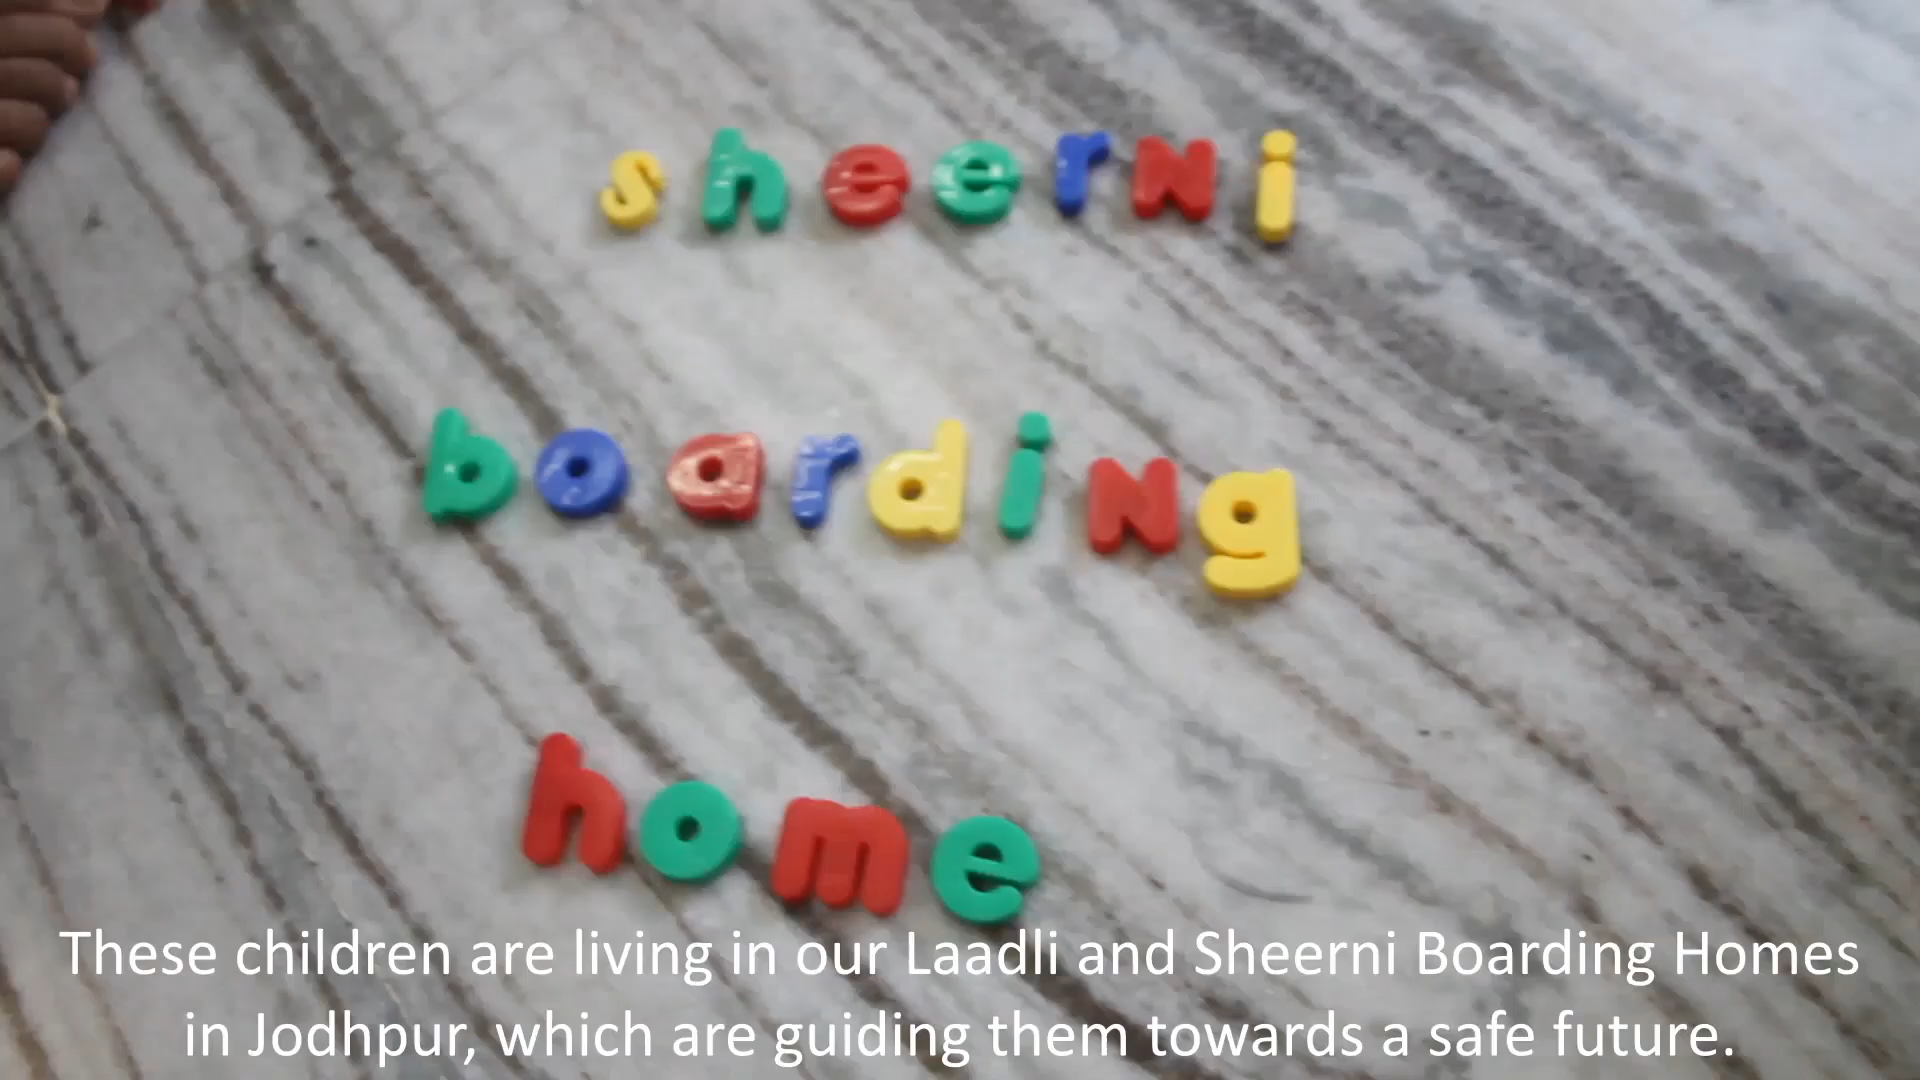 sheerni
boarding
home
These children are living in our Laadli and Sheerni Boarding Homes
in Jodhpur, which are guiding them towards a safe future.